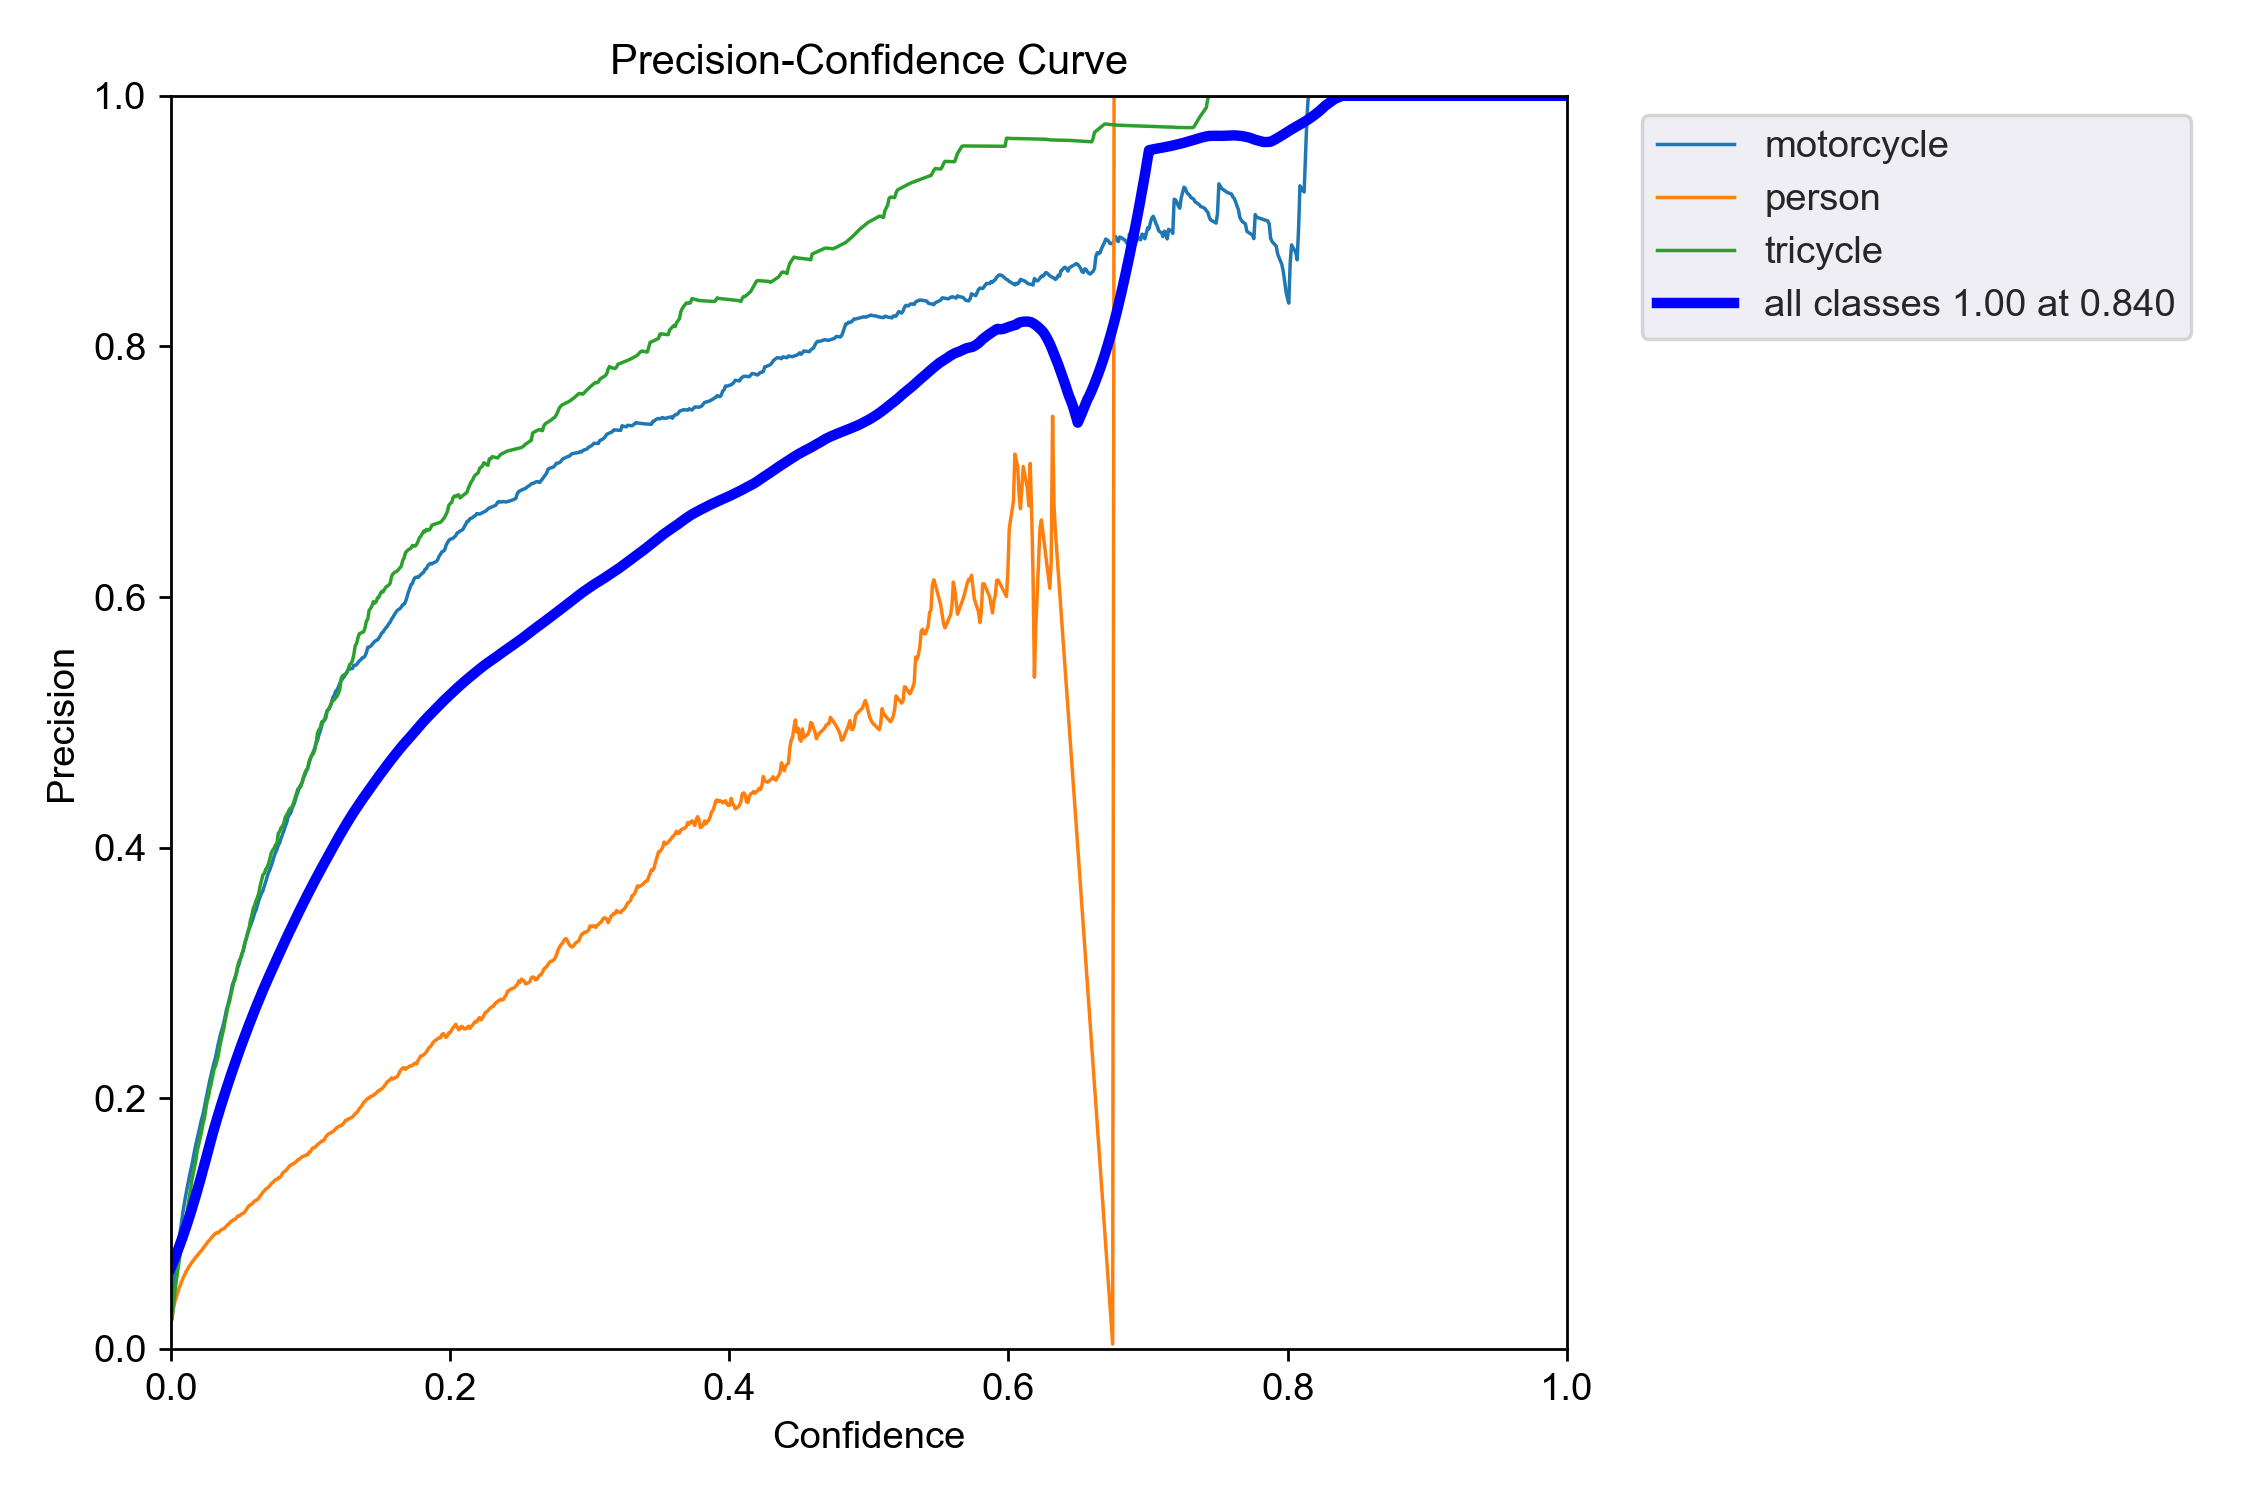 Precision-Confidence Curve
1.0
0.8
0.6
0.4
0.2
0.0
Precision
0.0 0.2 0.4 0.6 0.8 1.0
Confidence
motorcycle
person
tricycle
all classes 1.00 at 0.840